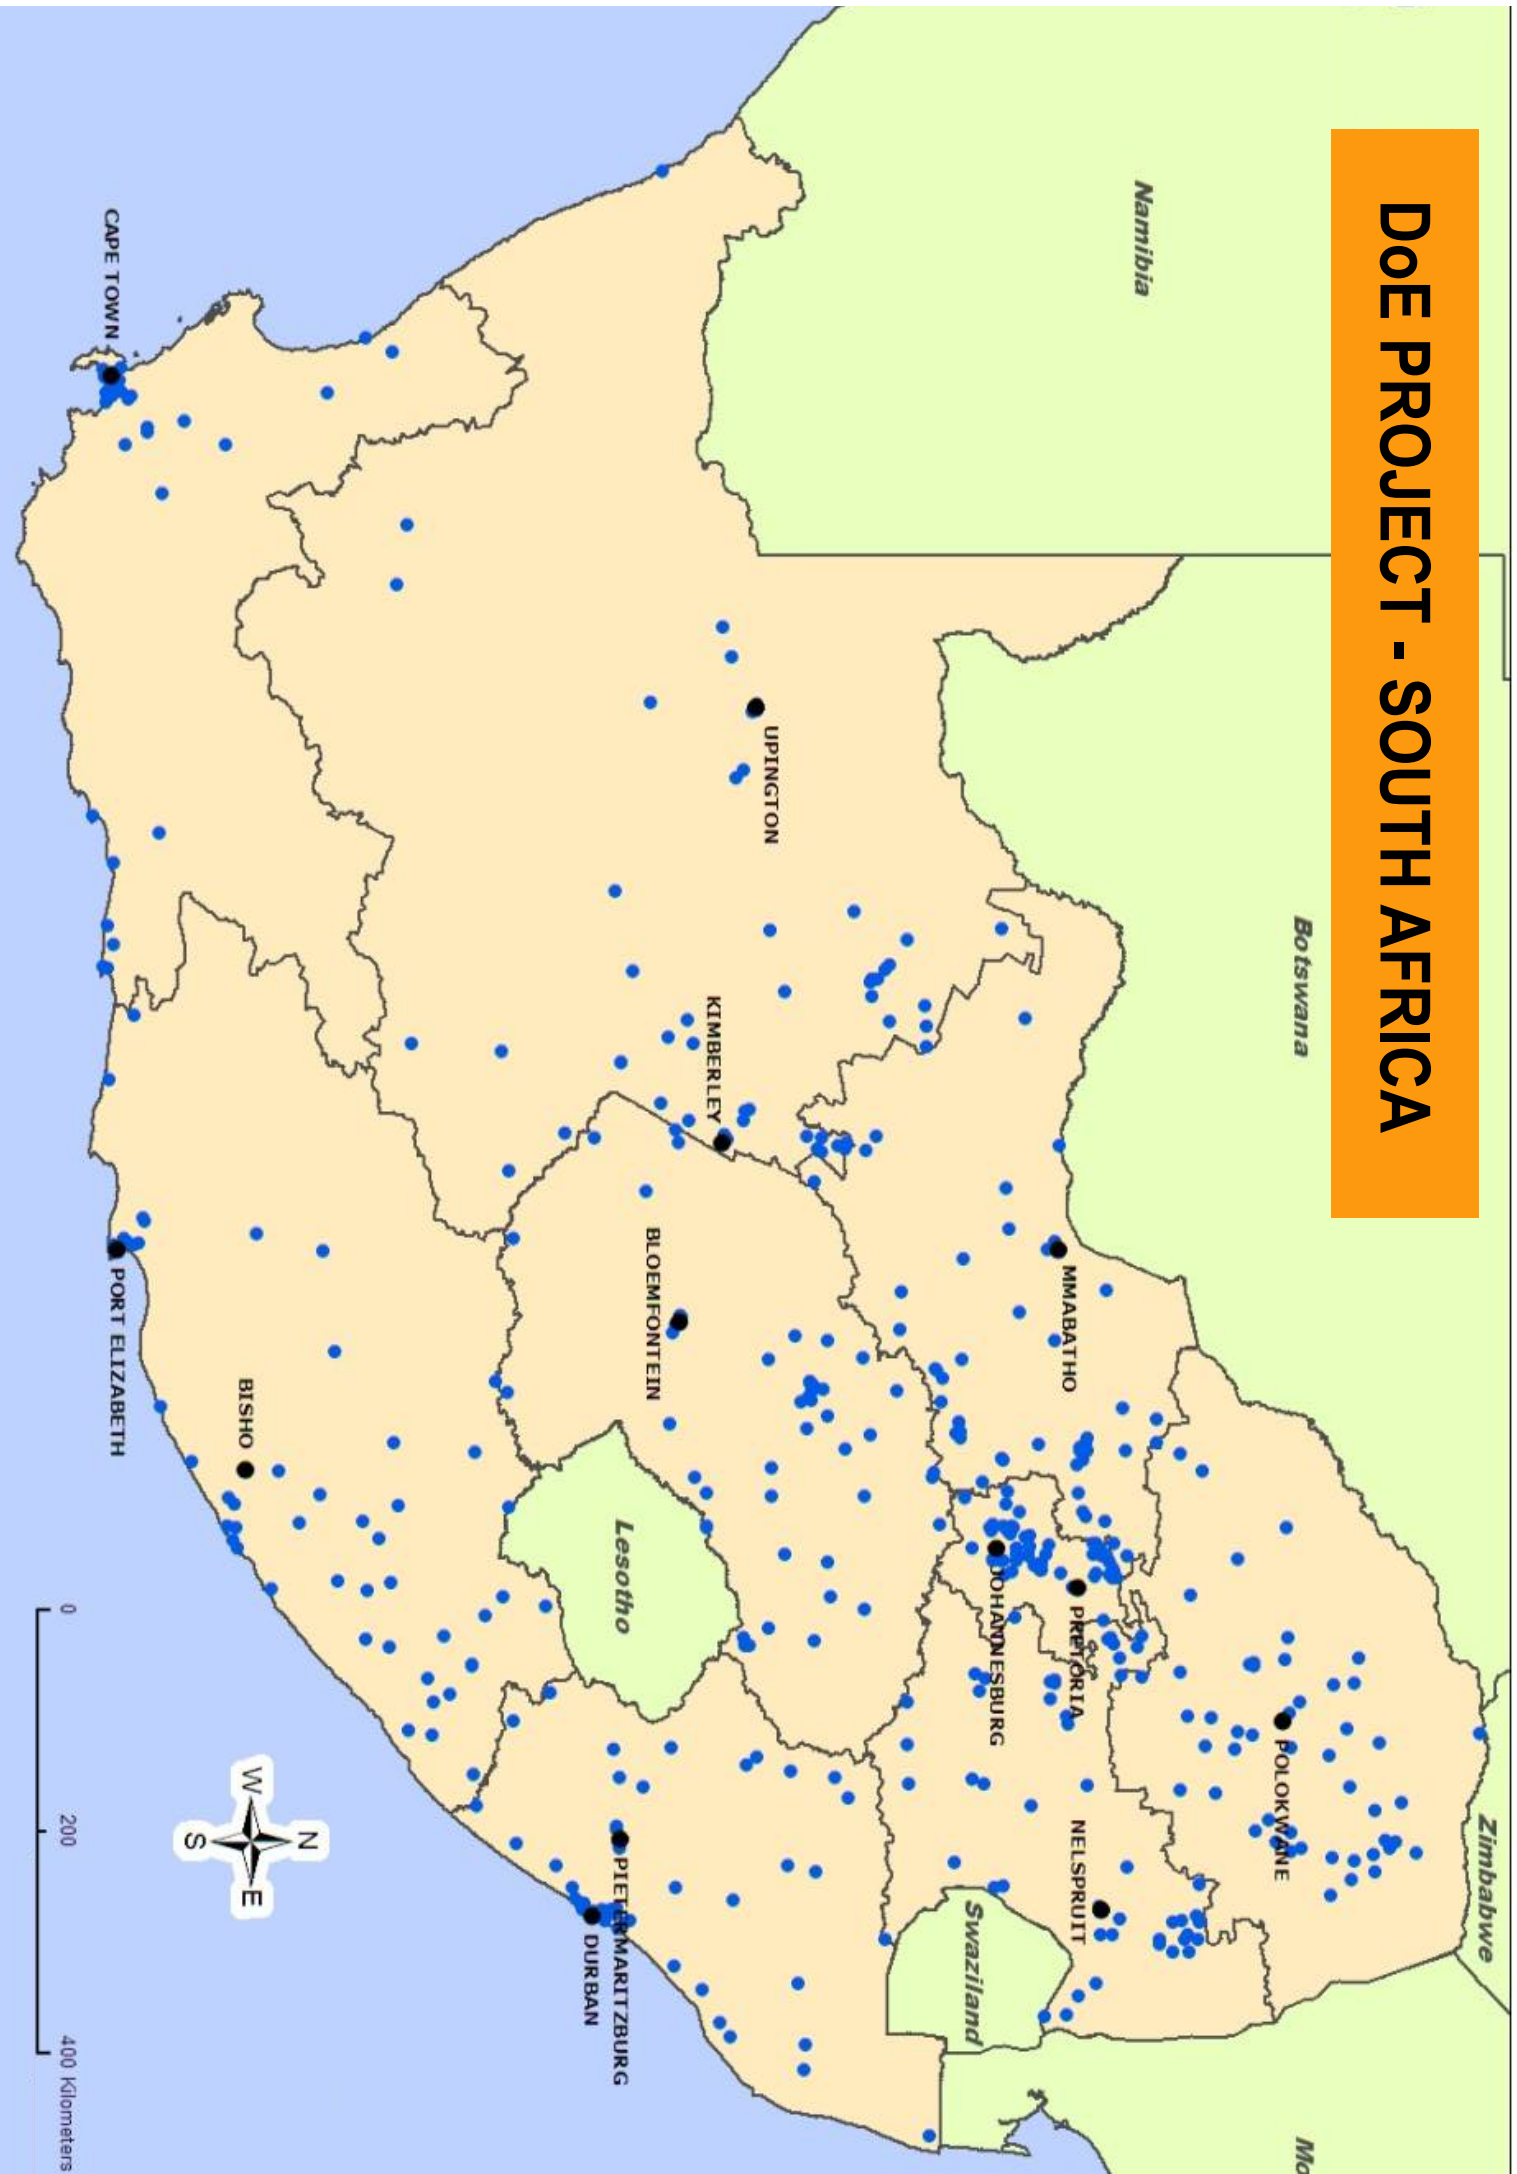 DoE PROJECT - SOUTH AFRICA
Zimbabwe
Botswana
Namibia
Mo
POLOKWANE
NELSPRUIT
PRETORIA
MMABATHO
JOHANNESBURG
Swaziland
UPINGTON
KIMBERLEY
BLOEMFONTEIN
Lesotho
PIETERMARITZBURG
DURBAN
BISHO
CAPE TOWN
PORT ELIZABETH
N
W
E
S
0 200 400 Kilometers